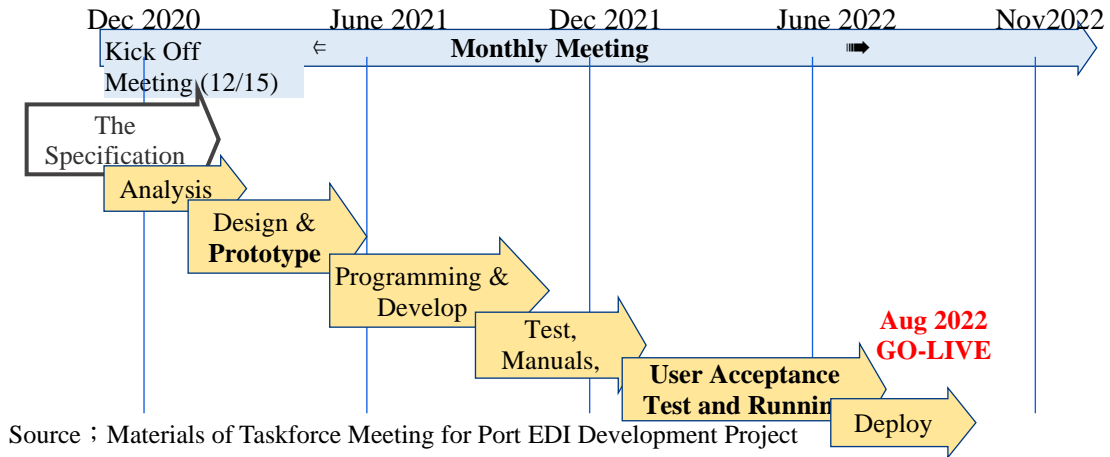 Dec 2020 June 2021 Dec 2021 June 2022 Nov2022
Kick Off
Meeting (12/15)
⇐ Monthly Meeting ➠
The
Specification
Analysis
Design &
Prototype
Programming &
Develop
Test,
Manuals,
Aug 2022
GO-LIVE
User Acceptance
Test and Runnin
Deploy
Source；Materials of Taskforce Meeting for Port EDI Development Project